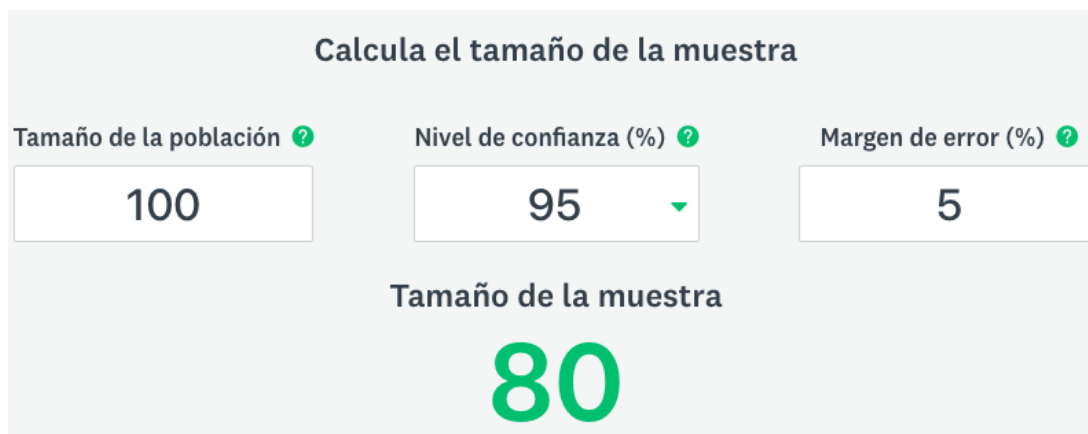 Calcula el tamaño de la muestra
Tamaño de la población ?
Nivel de confianza (%) ?
Margen de error (%) ?
100
95
5
Tamaño de la muestra
80